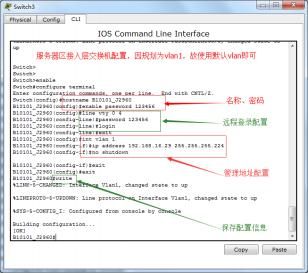 Switch3
Physical
Config
CLI
IOS Command Line Interface
up
服务器区接入层交换机配置，因规划为vlan1，故使用默认vlan即可
Switch>
Switch>
Switch>enable
Switch#configure terminal
Enter configuration commands, one per line.  End with CNTL/Z.
Switch(config)#hostname B10101_J2960
B10101_J2960(config)#enable password 123456
名称、密码
B10101_J2960(config)#line vty 0 4
B10101_J2960(config-line)#password 123456
B10101_J2960(config-line)#login
远程登录配置
B10101_J2960(config-line)#exit
B10101_J2960(config)#int vlan 1
B10101_J2960(config-if)#ip address 192.168.16.29 255.255.255.224
B10101_J2960(config-if)#no shutdown
管理地址配置
B10101_J2960(config-if)#exit
B10101_J2960(config)#exit
B10101_J2960#write
%LINK-5-CHANGED: Interface Vlan1, changed state to up
%LINEPROTO-5-UPDOWN: Line protocol on Interface Vlan1, changed state to up
%SYS-5-CONFIG_I: Configured from console by console
保存配置信息
Building configuration...
[OK]
B10101_J2960#
Copy
Paste